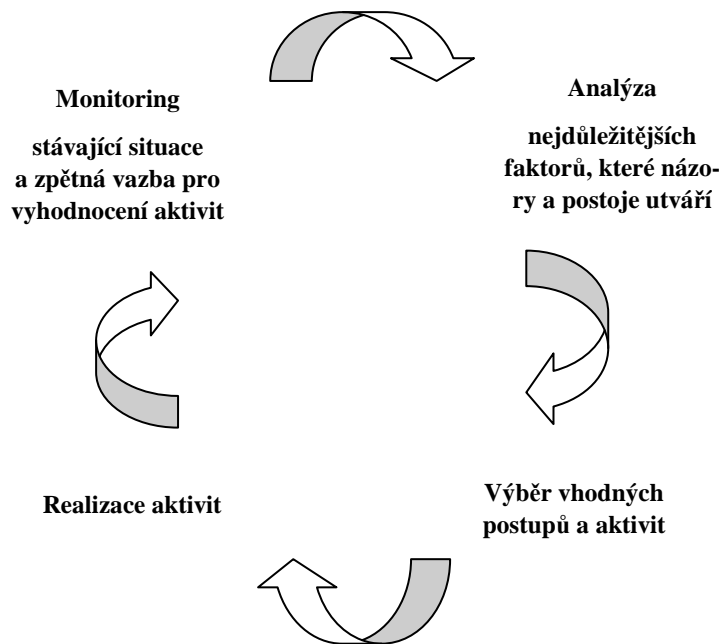 Monitoring
stávající situace
a zpětná vazba pro
vyhodnocení aktivit
Analýza
nejdůležitějších
faktorů, které názo-
ry a postoje utváří
Realizace aktivit
Výběr vhodných
postupů a aktivit